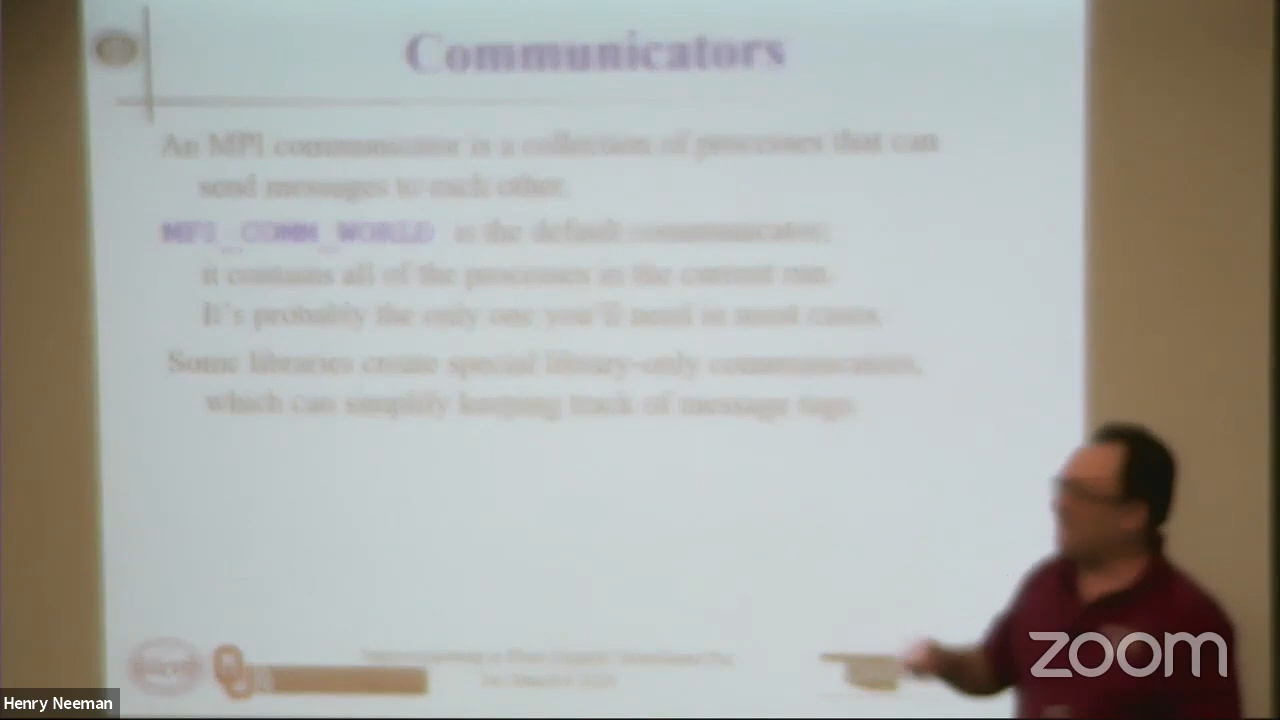 Communicators
An MPI communicator is a collection of processes that can
send messages to each other.
MPI_COMM_WORLD is the default communicator;
it contains all of the processes in the current run.
It's probably the only one you'll need in most cases.
Some libraries create special library-only communicators,
which can simplify keeping track of message tags.
OU
zoom
Henry Neeman